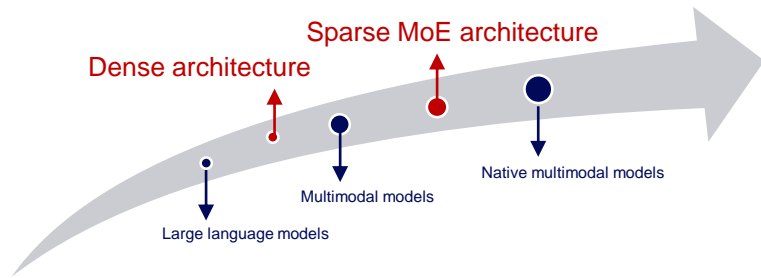 Sparse MoE architecture
Dense architecture
Native multimodal models
Multimodal models
Large language models